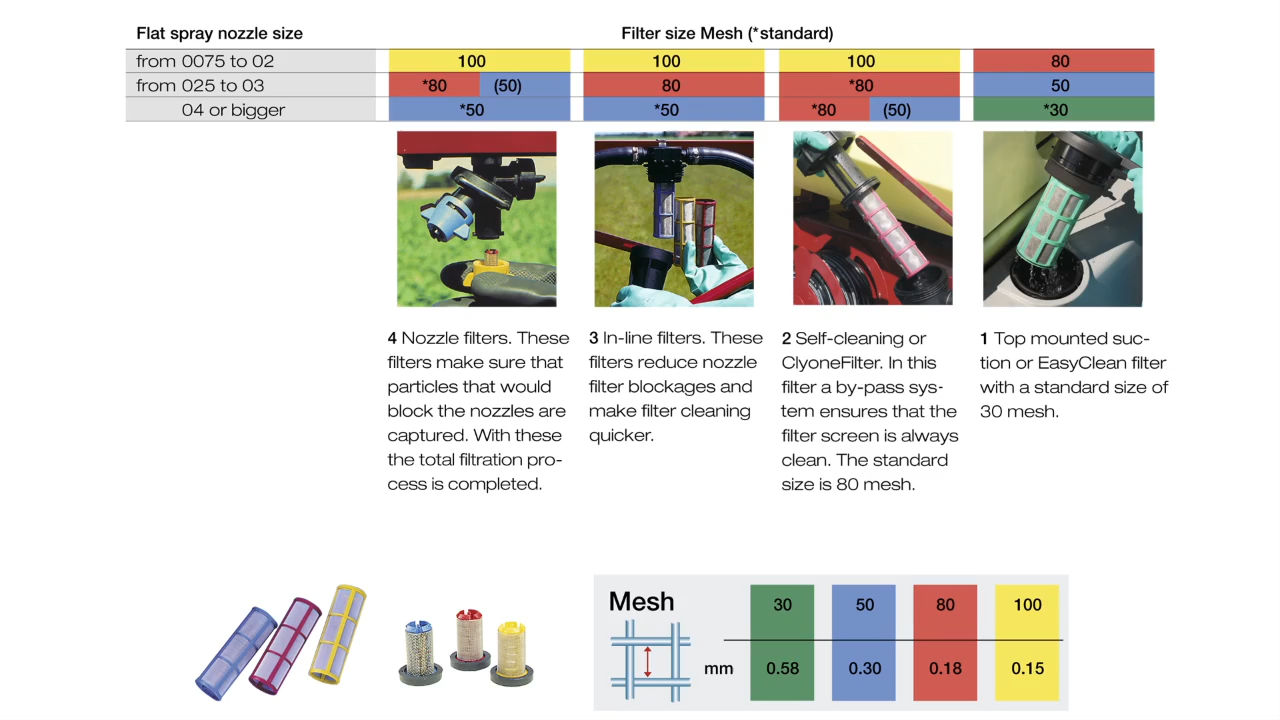 Flat spray nozzle size
Filter size Mesh (*standard)
from 0075 to 02 100 100 100 80
from 025 to 03 *80 (50) 80 *80 50
04 or bigger *50 *50 *80 (50) *30
4 Nozzle filters. These
filters make sure that
particles that would
block the nozzles are
captured. With these
the total filtration pro-
cess is completed.
3 In-line filters. These
filters reduce nozzle
filter blockages and
make filter cleaning
quicker.
2 Self-cleaning or
ClyoneFilter. In this
filter a by-pass sys-
tem ensures that the
filter screen is always
clean. The standard
size is 80 mesh.
1 Top mounted suc-
tion or EasyClean filter
with a standard size of
30 mesh.
Mesh 30 50 80 100
mm 0.58 0.30 0.18 0.15